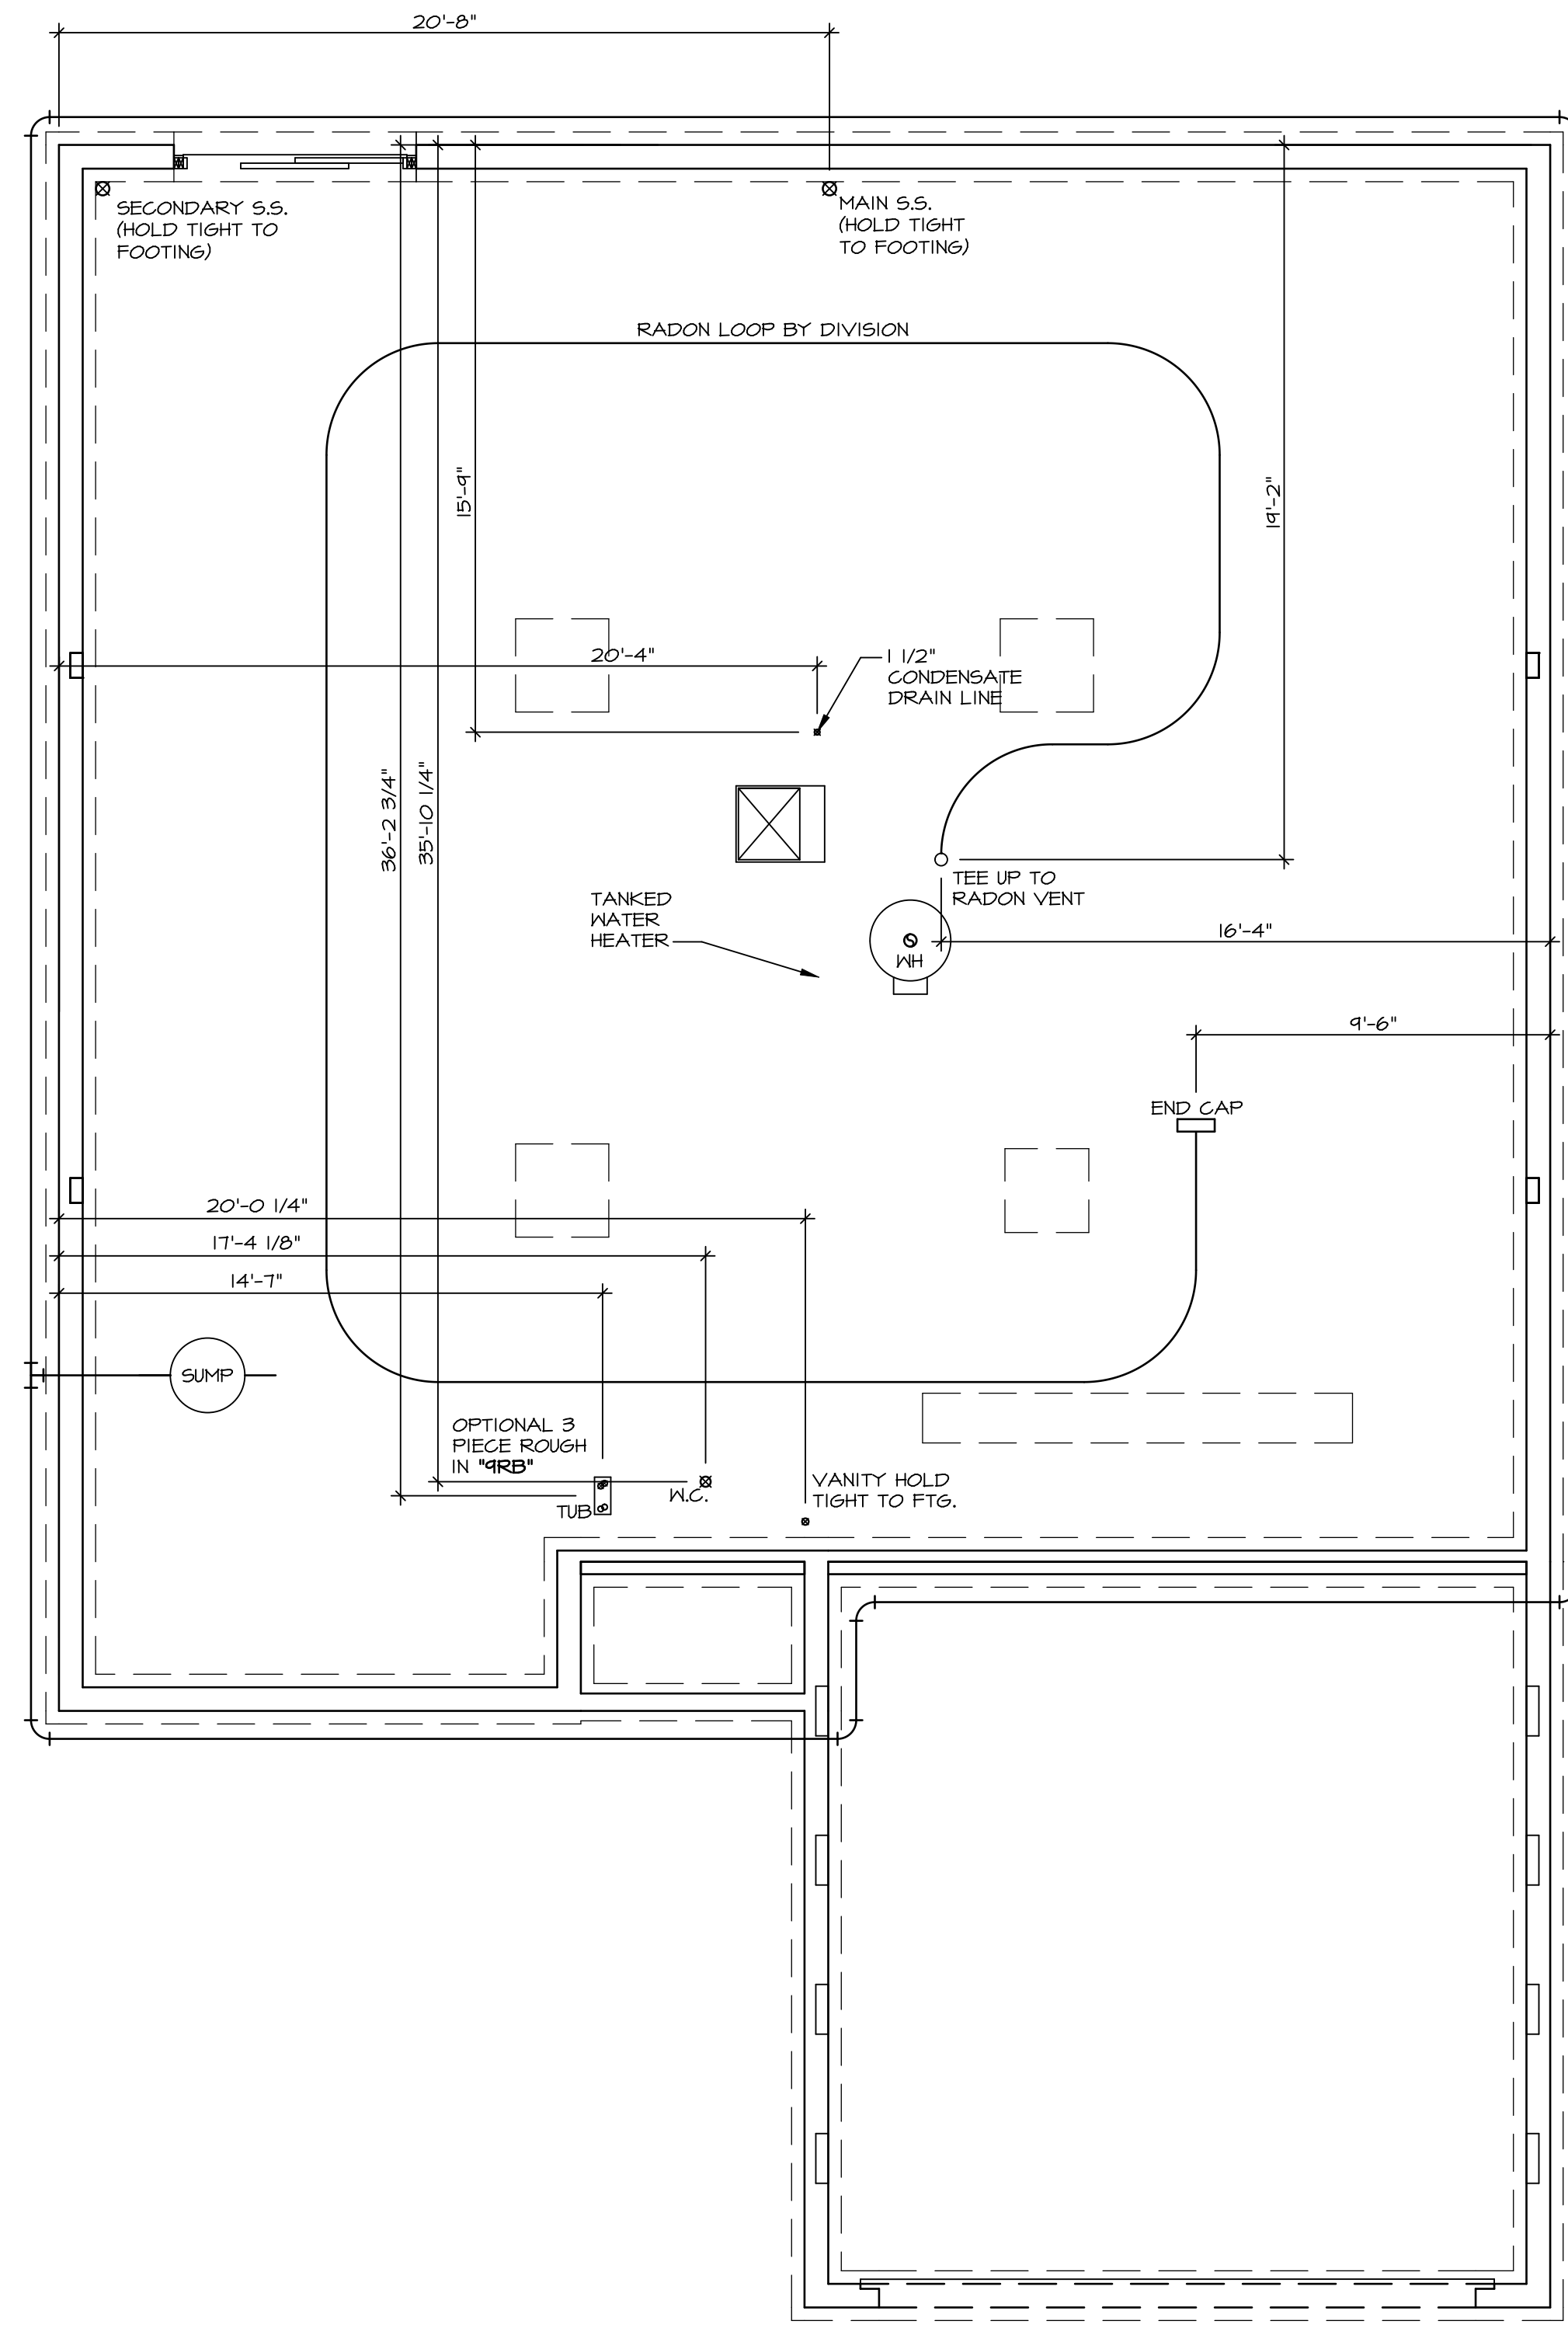 20'-8"
SECONDARY S.S.
(HOLD TIGHT TO
FOOTING)
MAIN S.S.
(HOLD TIGHT
TO FOOTING)
RADON LOOP BY DIVISION
15'-9"
19'-2"
20'-4"
1 1/2"
CONDENSATE
DRAIN LINE
36'-2 3/4"
35'-10 1/4"
TEE UP TO
RADON VENT
TANKED
WATER
HEATER
S
WH
16'-4"
9'-6"
END CAP
20'-0 1/4"
17'-4 1/8"
14'-7"
SUMP
OPTIONAL 3
PIECE ROUGH
IN "9RB"
TUB
W.C.
VANITY HOLD
TIGHT TO FTG.